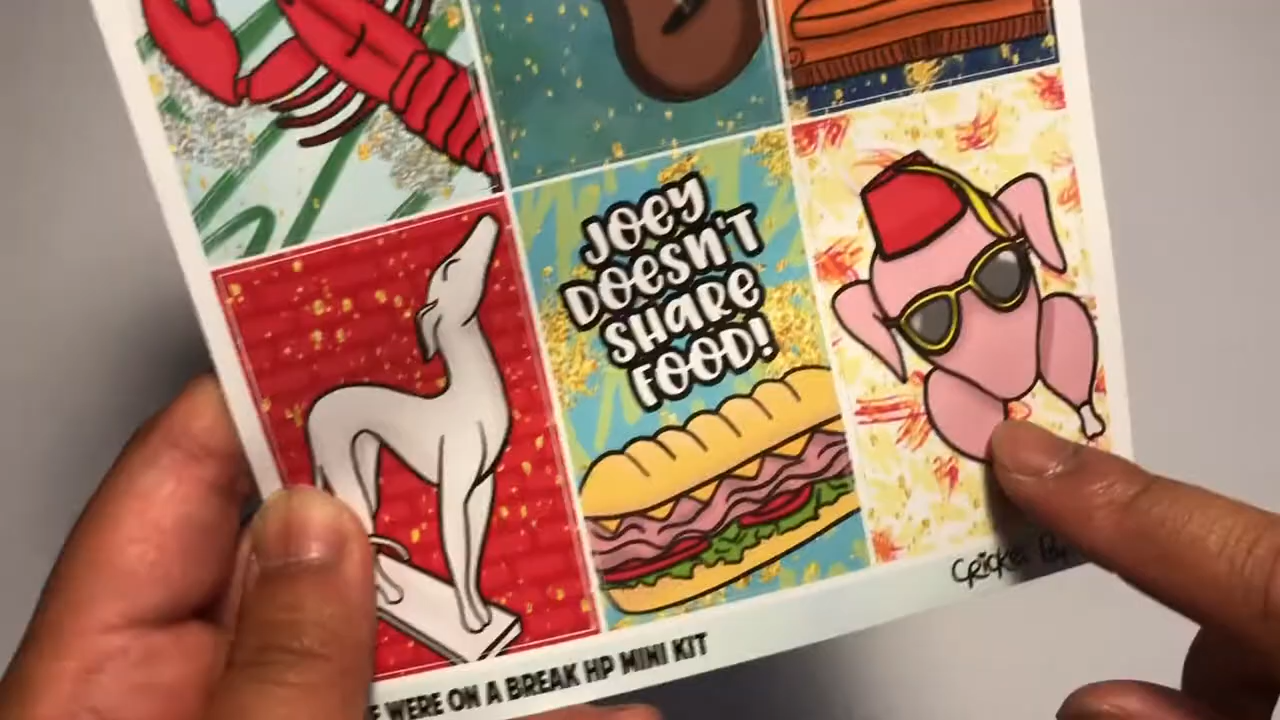 JOEY
DOESN'T
SHARE
FOOD!
WERE ON A BREAK HP MINI KIT